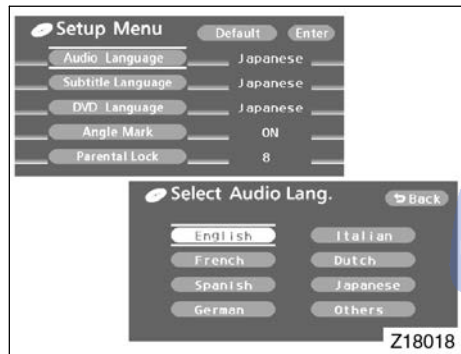 Setup Menu Default Enter
Audio Language Japanese
Subtitle Language Japanese
DVD Language Japanese
Angle Mark ON
Parental Lock 8
Select Audio Lang. Back
English Italian
French Dutch
Spanish Japanese
German Others
Z18018